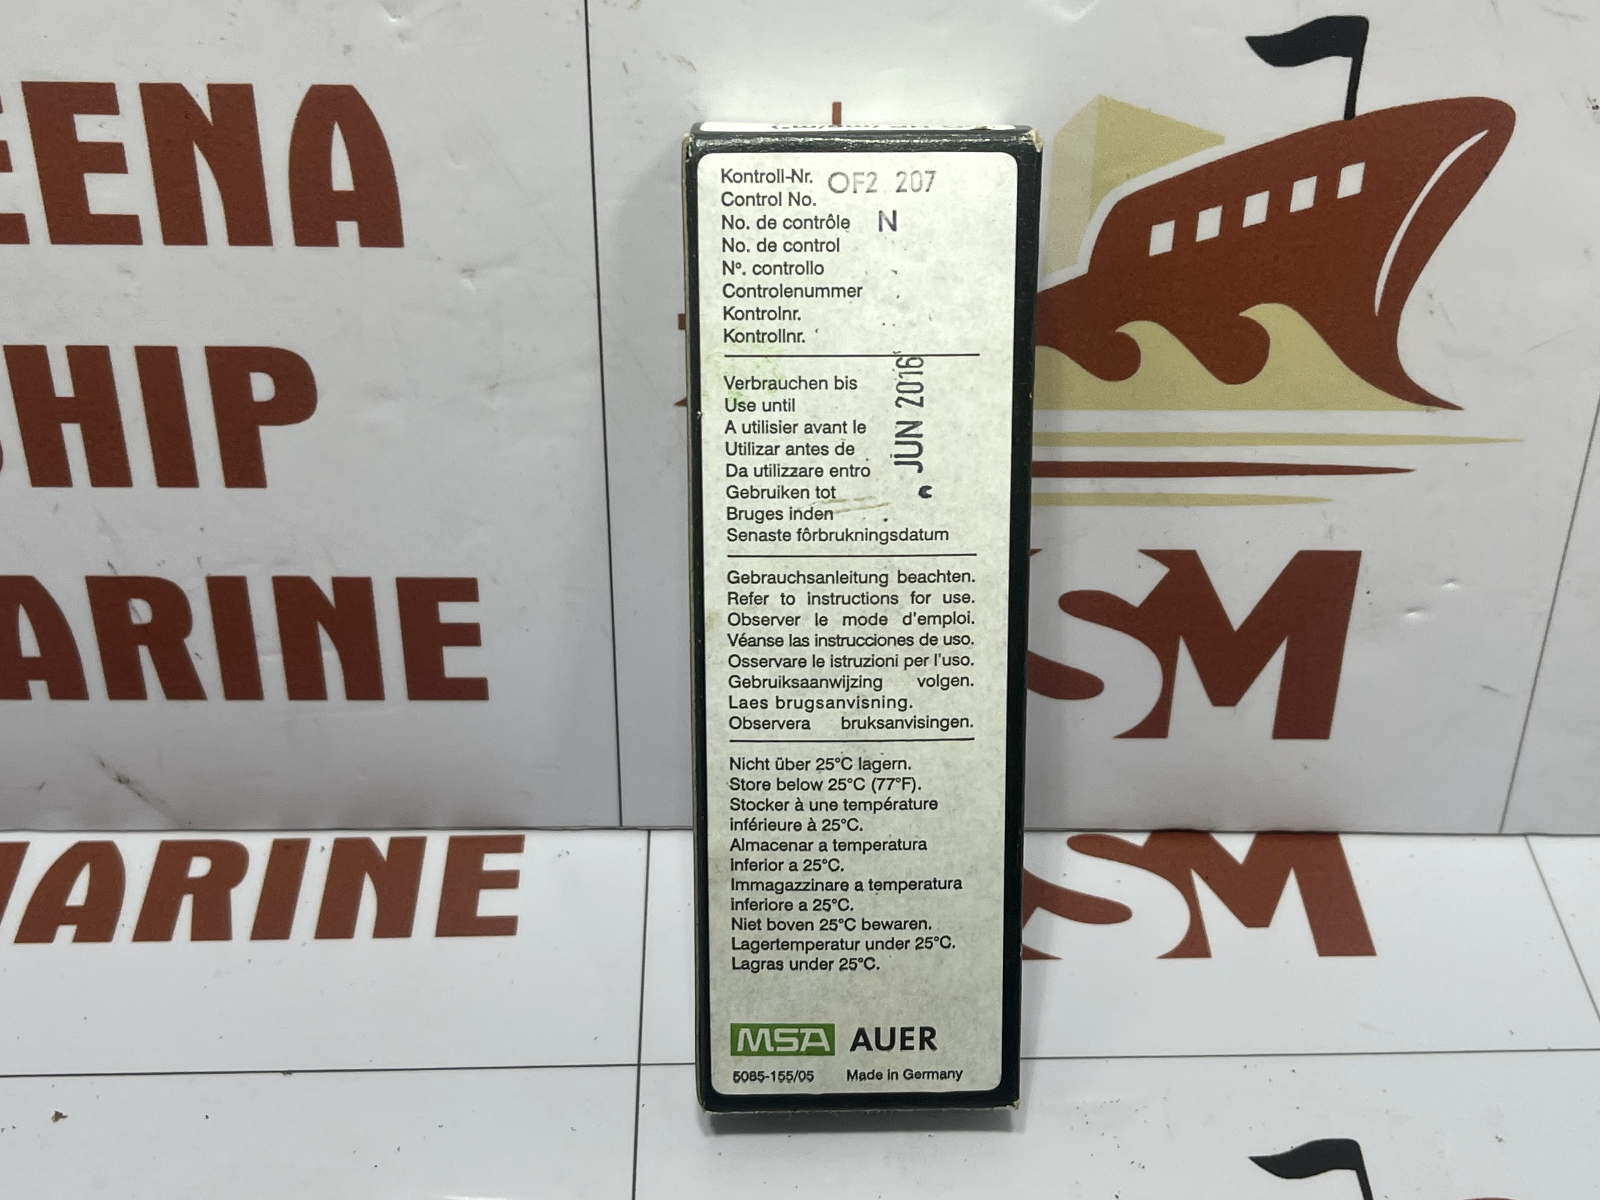 EENA
SHIP
MARINE
SM
MARINE
SM
Kontroll-Nr. OF2 207
Control No.
No. de contrôle N
No. de control
N°. controllo
Controlenummer
Kontrolnr.
Kontrollnr.
Verbrauchen bis
Use until
A utilisier avant le
Utilizar antes de
Da utilizzare entro
Gebruiken tot
Bruges inden
Senaste fôrbrukningsdatum
JUN 2016
c
Gebrauchsanleitung beachten.
Refer to instructions for use.
Observer le mode d'emploi.
Véanse las instrucciones de uso.
Osservare le istruzioni per l'uso.
Gebruiksaanwijzing volgen.
Laes brugsanvisning.
Observera bruksanvisingen.
Nicht über 25°C lagern.
Store below 25°C (77°F).
Stocker à une température
inférieure à 25°C.
Almacenar a temperatura
Inferior a 25°C.
Immagazzinare a temperatura
inferiore a 25°C.
Niet boven 25°C bewaren.
Lagertemperatur under 25°C.
Lagras under 25°C.
MSA AUER
5085-155/05 Made in Germany